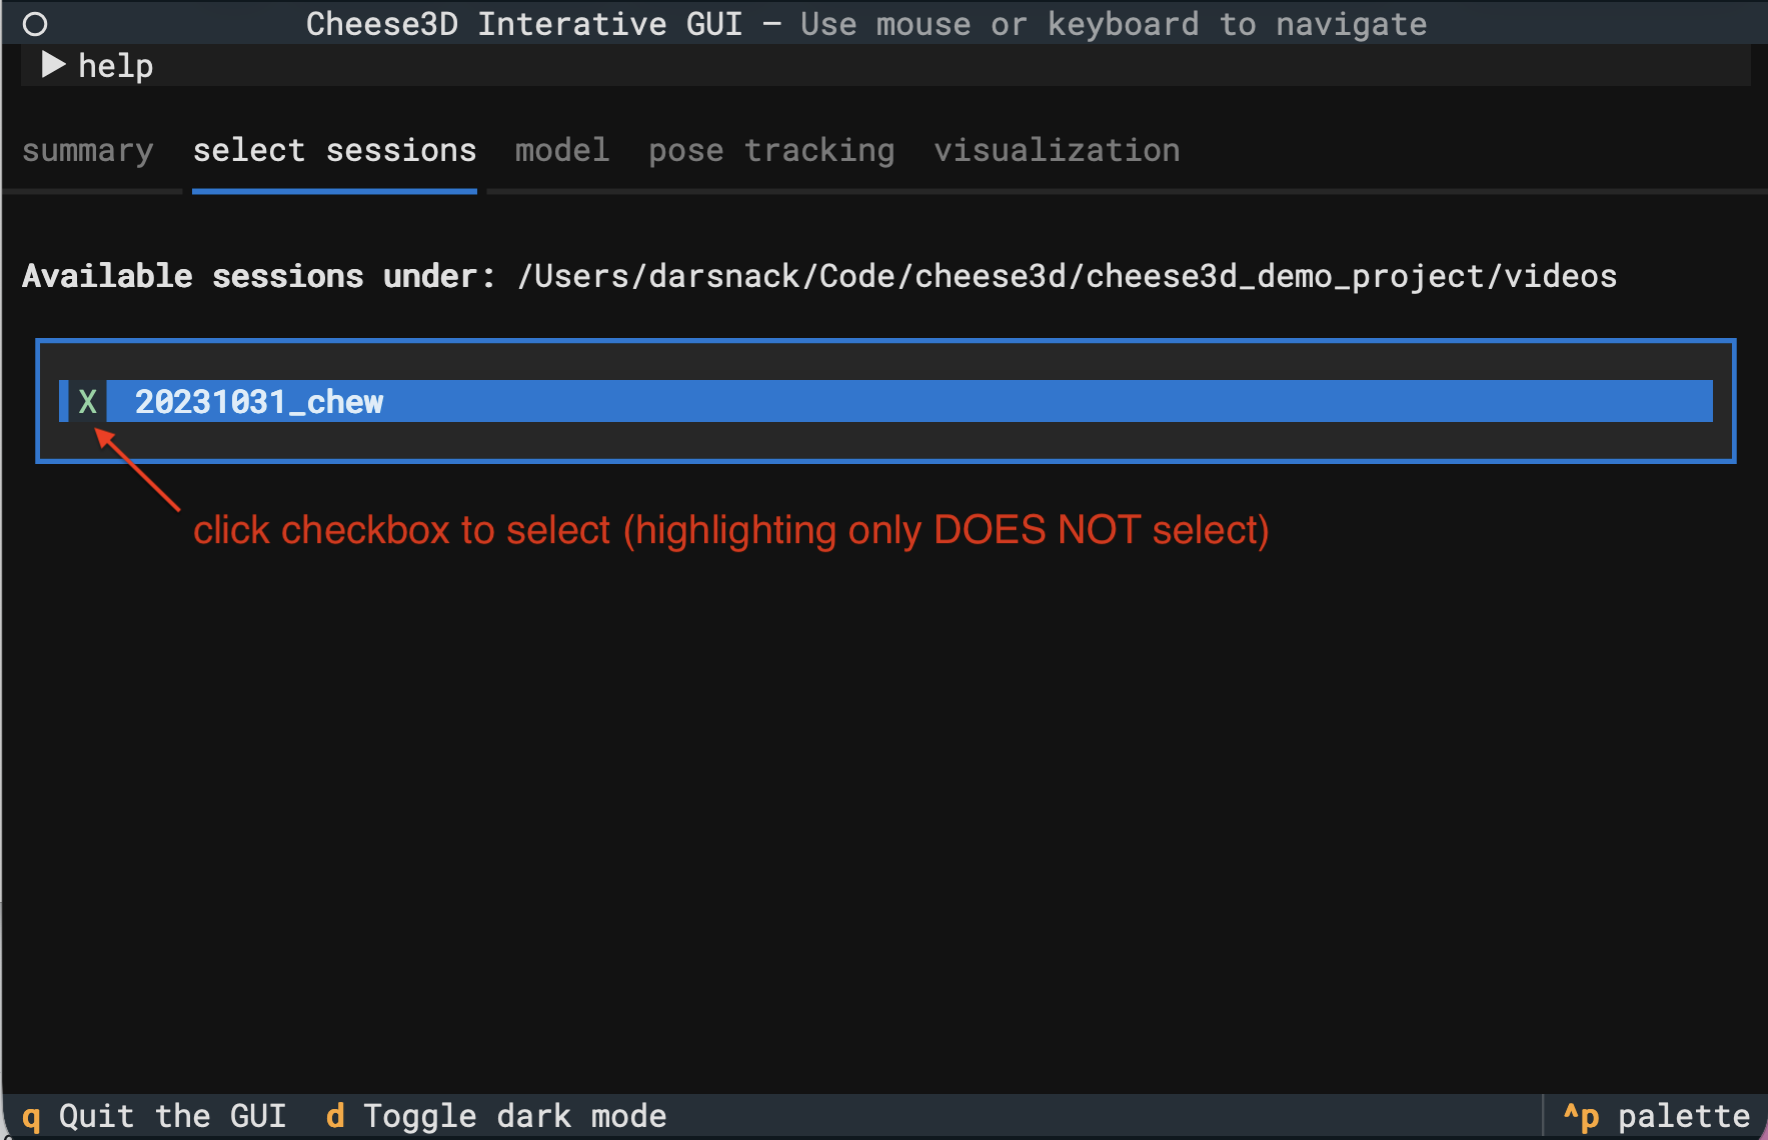 Cheese3D Interative GUI — Use mouse or keyboard to navigate
▶ help
summary select sessions model pose tracking visualization
Available sessions under: /Users/darsnack/Code/cheese3d/cheese3d_demo_project/videos
X 20231031_chew
click checkbox to select (highlighting only DOES NOT select)
q Quit the GUI d Toggle dark mode ^p palette